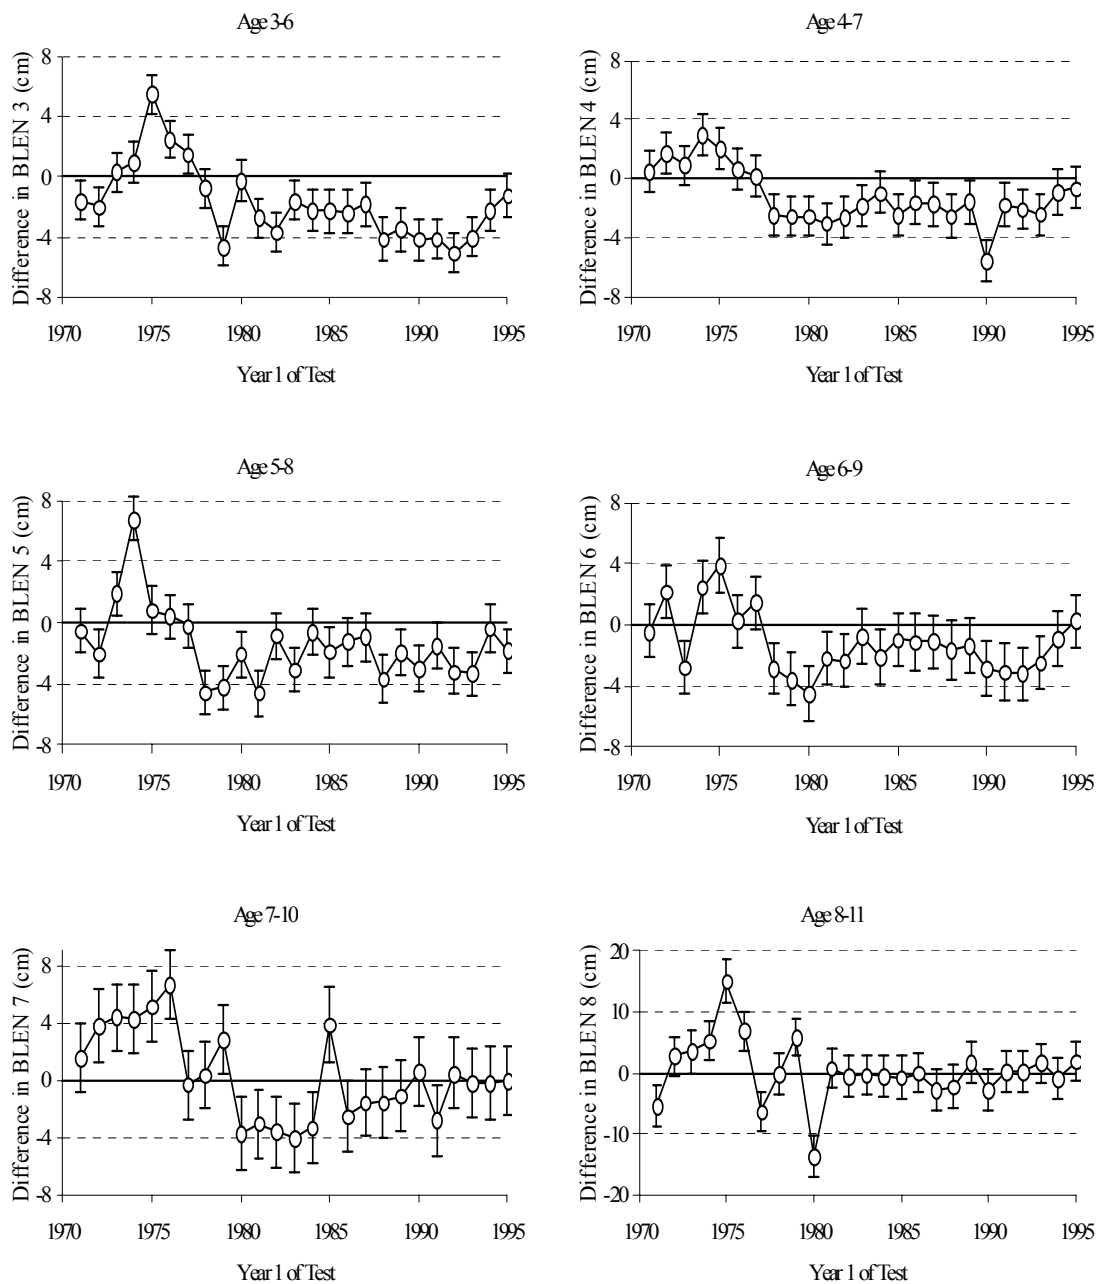 Age 3-6
Difference in BLEN 3 (cm)
8
4
0
-4
-8
1970 1975 1980 1985 1990 1995
Year 1 of Test
Age 4-7
Difference in BLEN 4 (cm)
8
4
0
-4
-8
1970 1975 1980 1985 1990 1995
Year 1 of Test
Age 5-8
Difference in BLEN 5 (cm)
8
4
0
-4
-8
1970 1975 1980 1985 1990 1995
Year 1 of Test
Age 6-9
Difference in BLEN 6 (cm)
8
4
0
-4
-8
1970 1975 1980 1985 1990 1995
Year 1 of Test
Age 7-10
Difference in BLEN 7 (cm)
8
4
0
-4
-8
1970 1975 1980 1985 1990 1995
Year 1 of Test
Age 8-11
Difference in BLEN 8 (cm)
20
10
0
-10
-20
1970 1975 1980 1985 1990 1995
Year 1 of Test